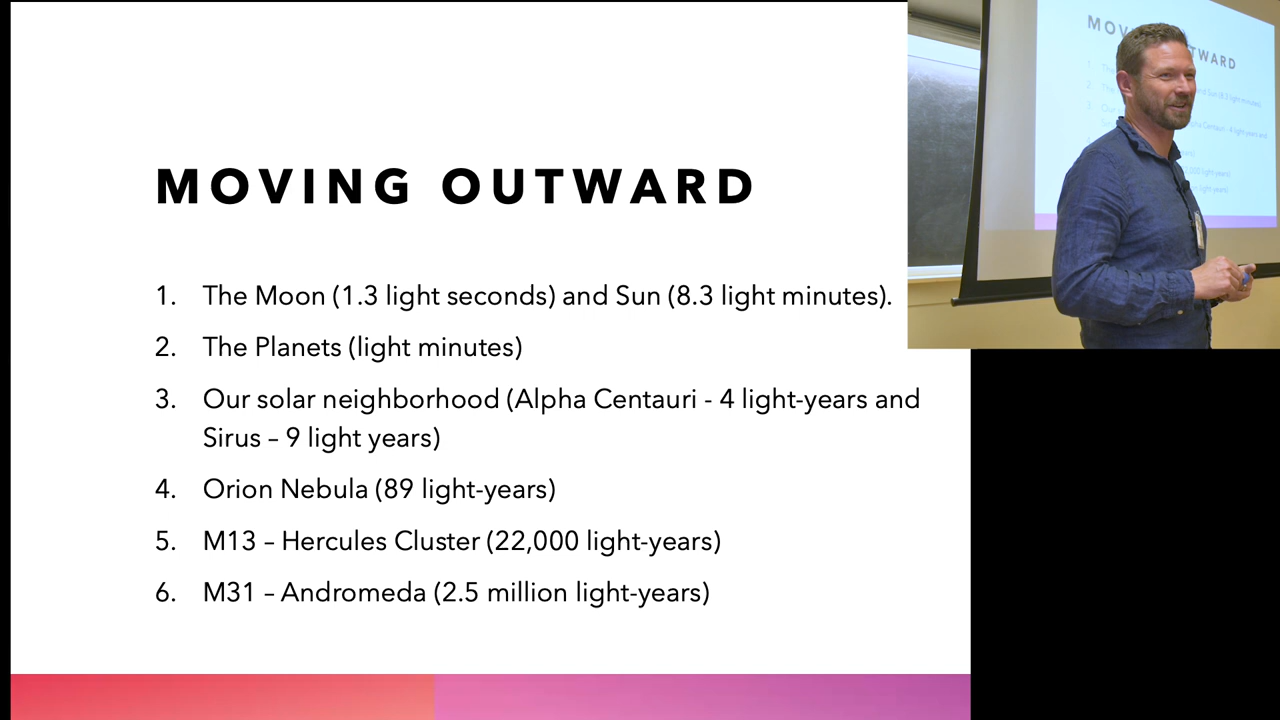 MOVING OUTWARD
1. The Moon (1.3 light seconds) and Sun (8.3 light minutes).
2. The Planets (light minutes)
3. Our solar neighborhood (Alpha Centauri - 4 light-years and
Sirus – 9 light years)
4. Orion Nebula (89 light-years)
5. M13 – Hercules Cluster (22,000 light-years)
6. M31 – Andromeda (2.5 million light-years)